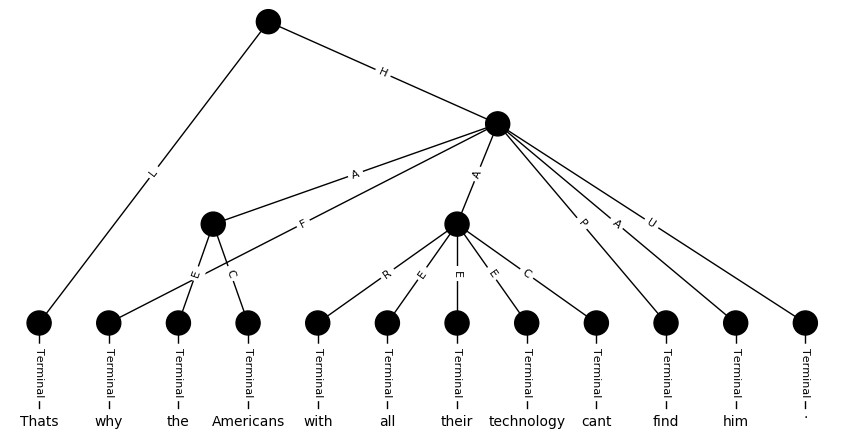 H
L
A
F
A
P
A
U
E
C
R
E
E
E
C
Terminal Terminal Terminal Terminal Terminal Terminal Terminal Terminal Terminal Terminal Terminal Terminal
Thats why the Americans with all their technology cant find him .